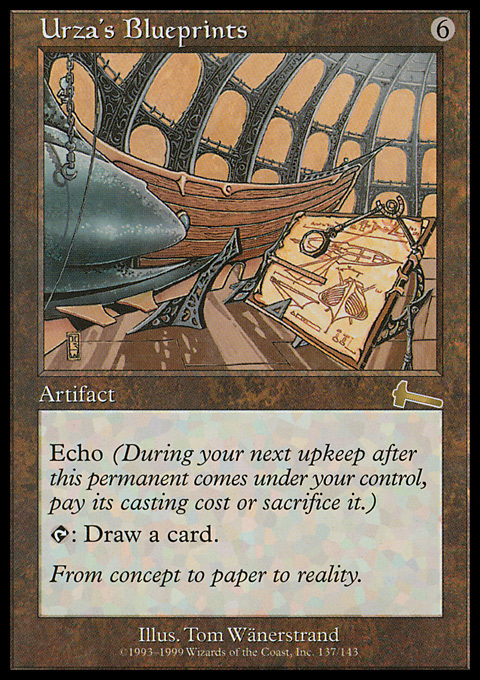 Urza's Blueprints 6
Artifact
Echo (During your next upkeep after
this permanent comes under your control,
pay its casting cost or sacrifice it.)
: Draw a card.
From concept to paper to reality.
Illus. Tom Wänerstrand
©1993–1999 Wizards of the Coast, Inc. 137/143